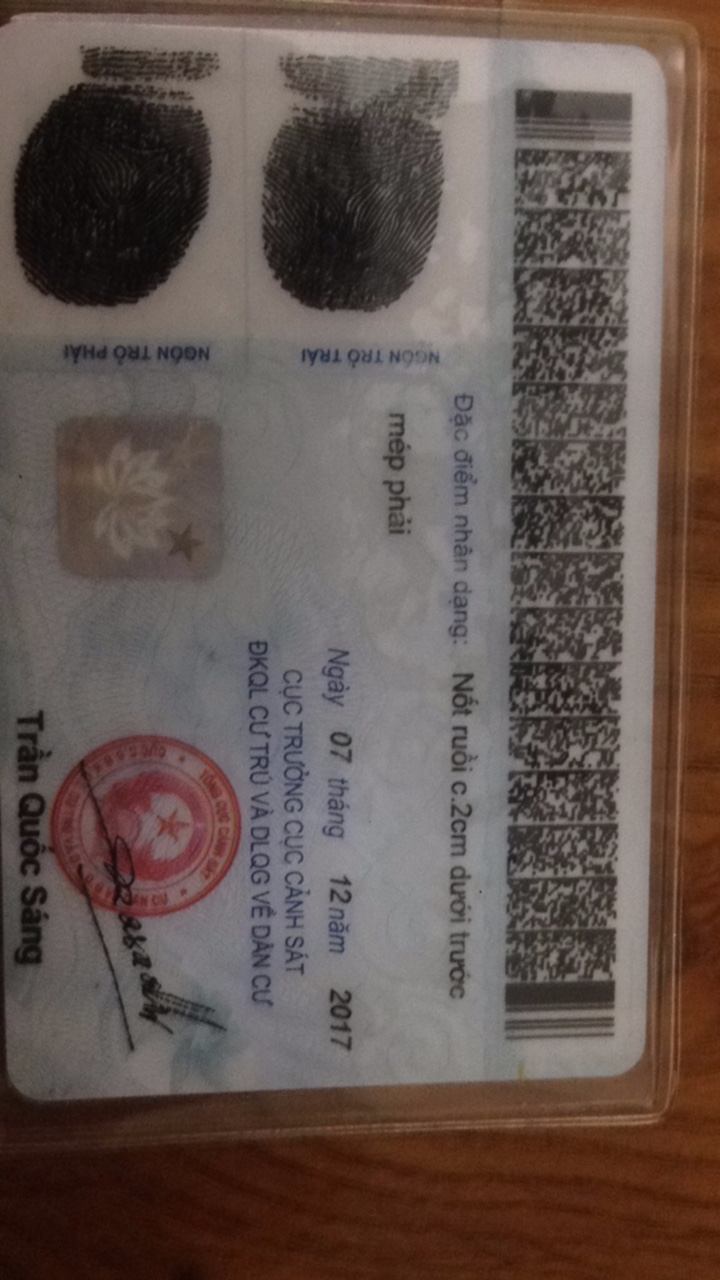 Đặc điểm nhân dạng: Nốt ruồi c.2cm dưới trước
mép phải
NGÓN TRỎ TRÁI
NGÓN TRỎ PHẢI
Ngày 07 tháng 12 năm 2017
CỤC TRƯỞNG CỤC CẢNH SÁT
ĐKQL CƯ TRÚ VÀ DLQG VỀ DÂN CƯ
Trần Quốc Sáng